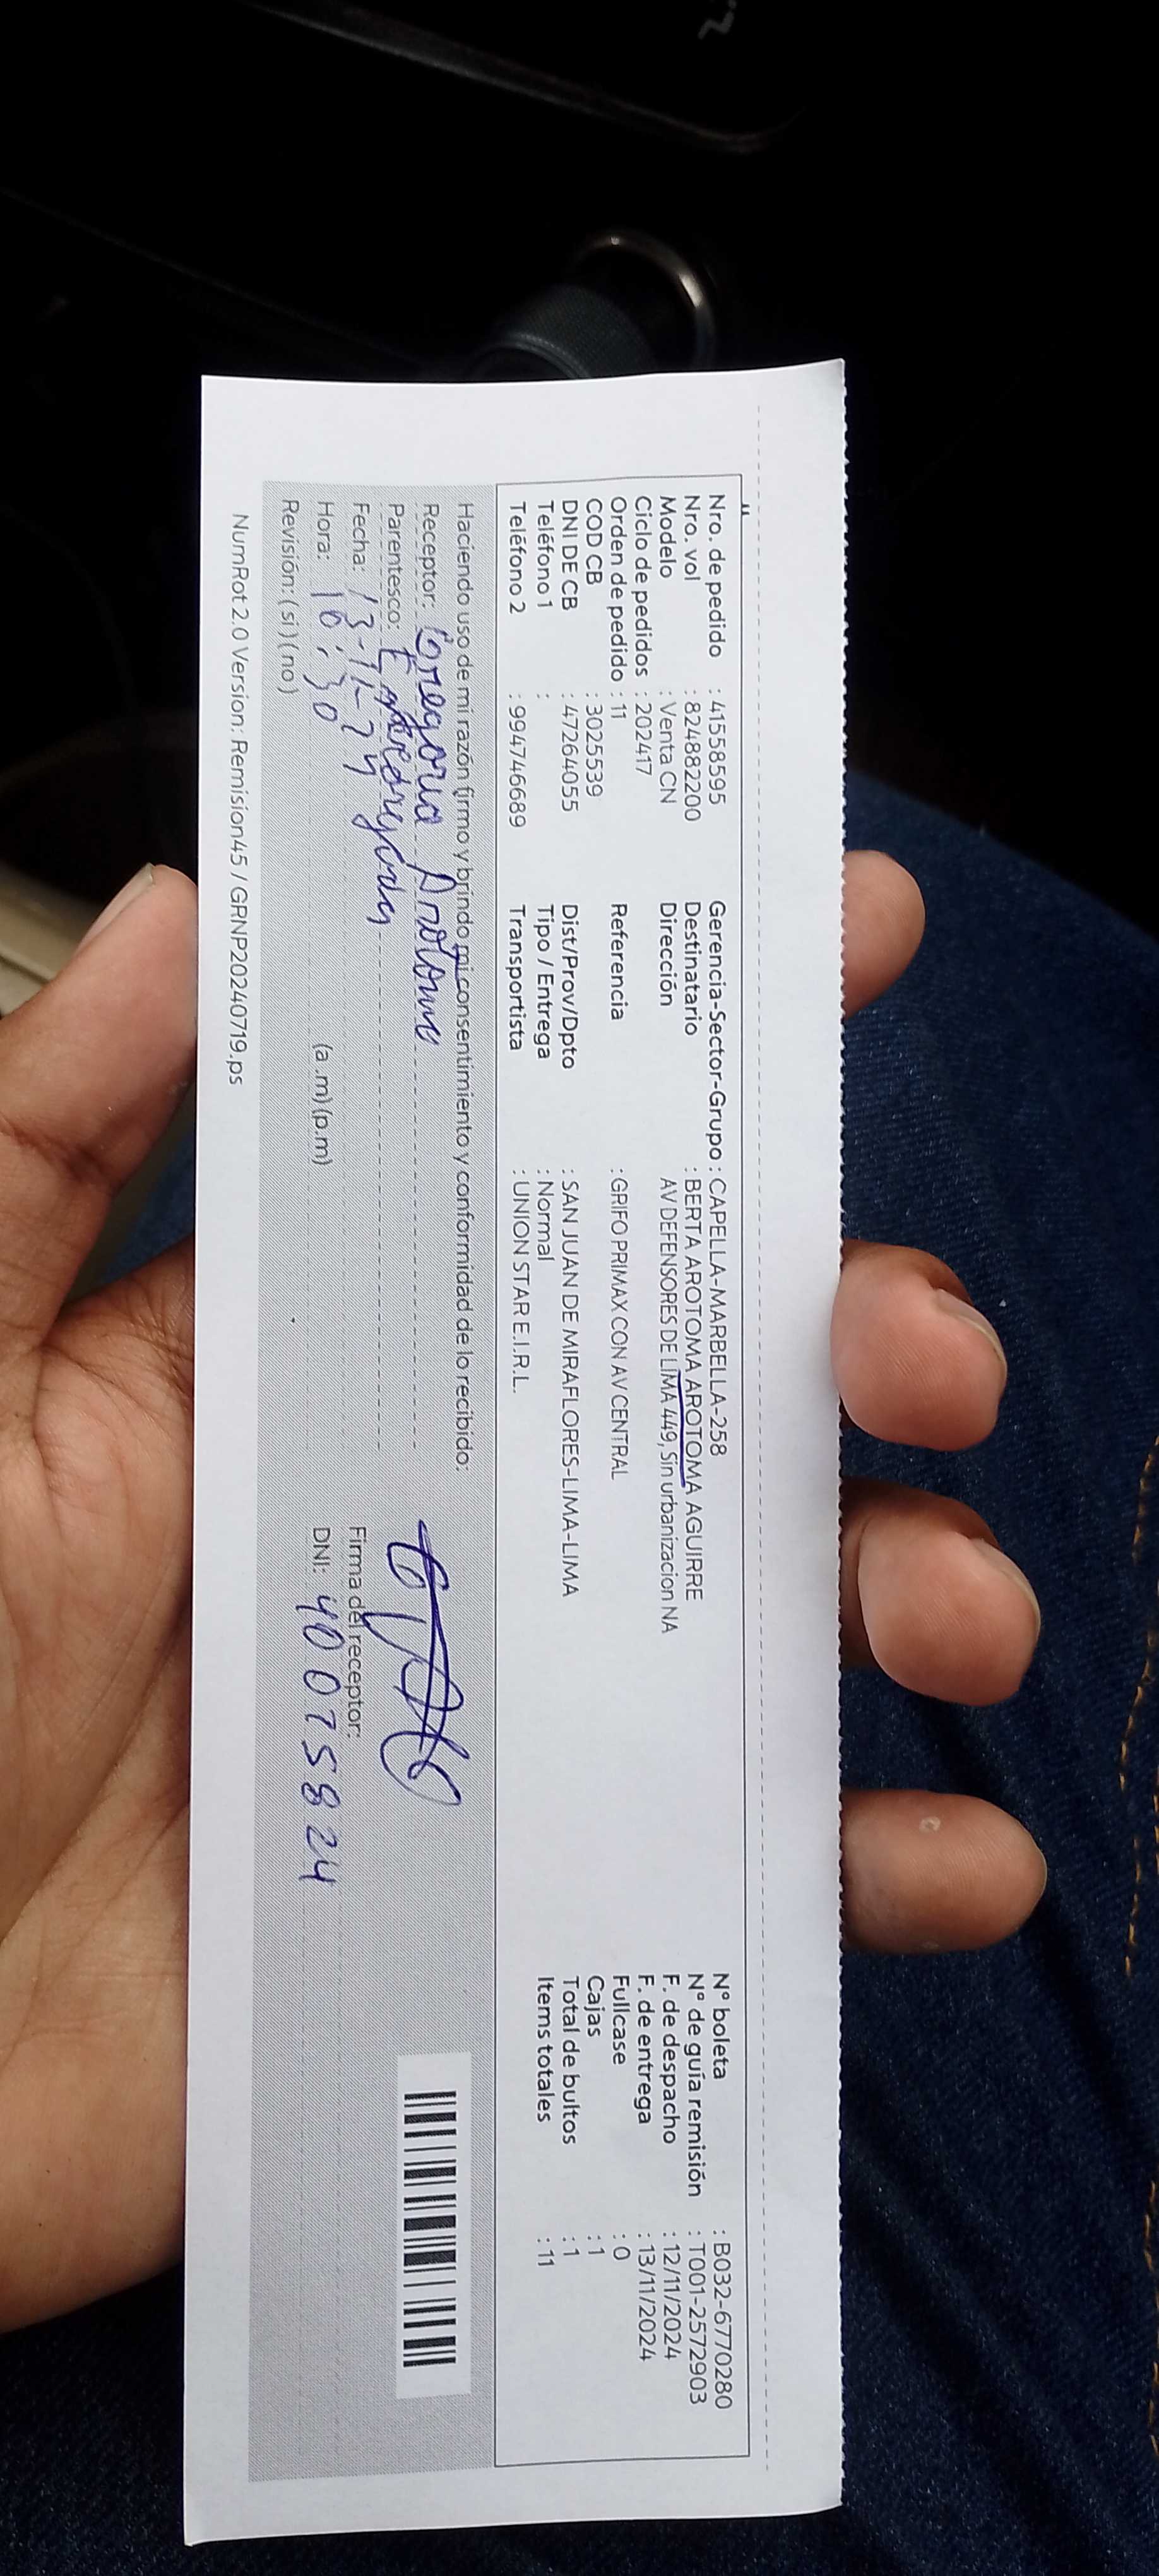 Nro. de pedido : 41558595
Nro. vol : 82488200
Modelo : Venta CN
Ciclo de pedidos : 202417
Orden de pedido : 11
COD CB : 3025539
DNI DE CB : 47264055
Teléfono 1 :
Teléfono 2 : 994746689
Gerencia-Sector-Grupo : CAPELLA-MARBELLA-258
Destinatario : BERTA AROTOMA AROTOMA AGUIRRE
Dirección AV DEFENSORES DE LIMA 449, Sin urbanizacion NA
Referencia : GRIFO PRIMAX CON AV CENTRAL
Dist/Prov/Dpto : SAN JUAN DE MIRAFLORES-LIMA-LIMA
Tipo / Entrega : Normal
Transportista : UNION STAR E.I.R.L.
N° boleta : B032-6770280
N° de guía remisión : T001-2572903
F. de despacho : 12/11/2024
F. de entrega : 13/11/2024
Fullcase : 0
Cajas : 1
Total de bultos : 1
Items totales : 11
Haciendo uso de mi razón firmo y brindo mi consentimiento y conformidad de lo recibido:
Receptor: Gregorio Arotoma
Parentesco:
Fecha: 13-11-24
Hora: 10:30 (a.m) (p.m)
Revisión: (si) (no)
Firma del receptor:
DNI: 40075824
NumRot 2.0 Version: Remision45 / GRNP20240719.ps